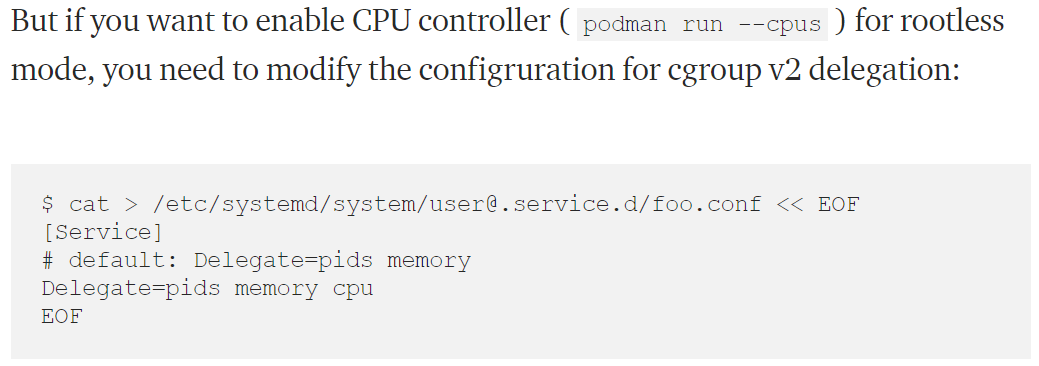 But if you want to enable CPU controller ( podman run --cpus ) for rootless
mode, you need to modify the configruration for cgroup v2 delegation:
$ cat > /etc/systemd/system/user@.service.d/foo.conf << EOF
[Service]
# default: Delegate=pids memory
Delegate=pids memory cpu
EOF